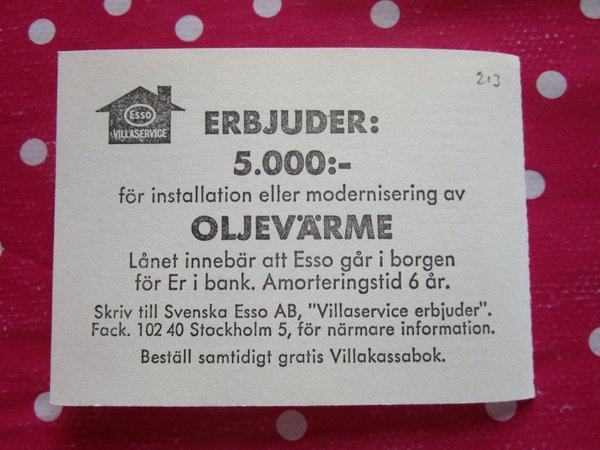 213
Esso
VILLASERVICE
ERBJUDER:
5.000:-
för installation eller modernisering av
OLJEVÄRME
Lånet innebär att Esso går i borgen
för Er i bank. Amorteringstid 6 år.
Skriv till Svenska Esso AB, "Villaservice erbjuder".
Fack. 102 40 Stockholm 5, för närmare information.
Beställ samtidigt gratis Villakassabok.